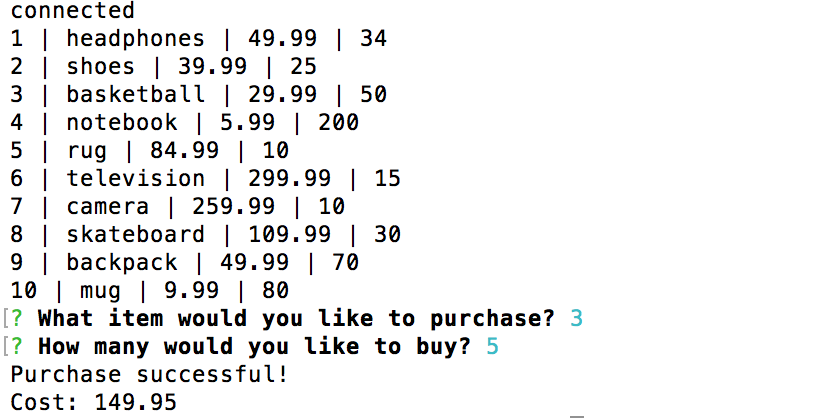 connected
1 | headphones | 49.99 | 34
2 | shoes | 39.99 | 25
3 | basketball | 29.99 | 50
4 | notebook | 5.99 | 200
5 | rug | 84.99 | 10
6 | television | 299.99 | 15
7 | camera | 259.99 | 10
8 | skateboard | 109.99 | 30
9 | backpack | 49.99 | 70
10 | mug | 9.99 | 80
[? What item would you like to purchase? 3
[? How many would you like to buy? 5
Purchase successful!
Cost: 149.95